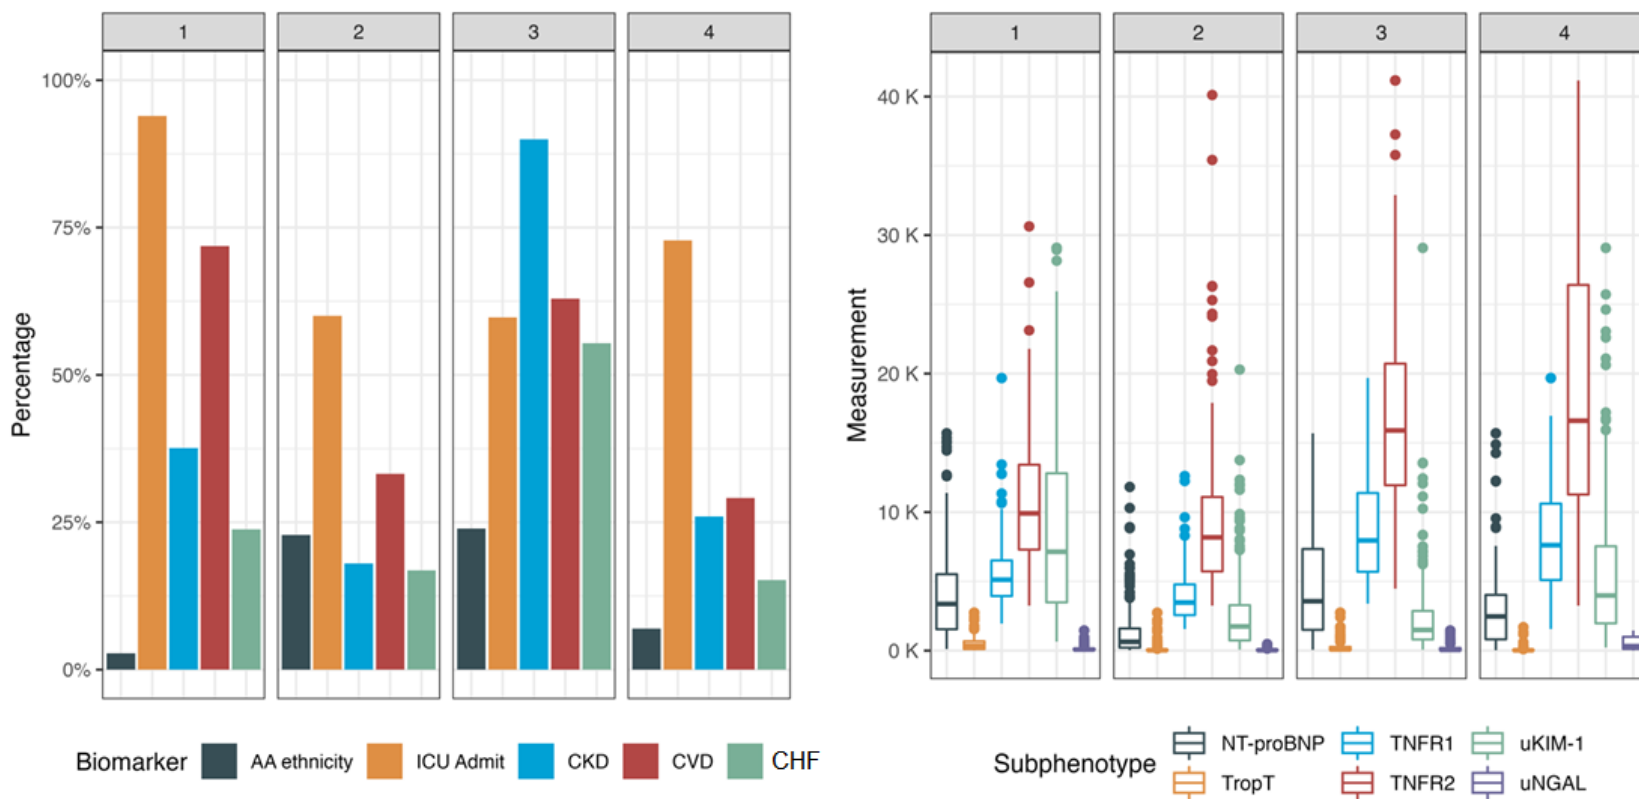 1 2 3 4
100%
75%
50%
25%
0%
Percentage
Biomarker AA ethnicity ICU Admit CKD CVD CHF
1 2 3 4
40 K
30 K
20 K
10 K
0 K
Measurement
Subphenotype
NT-proBNP TNFR1 uKIM-1
TropT TNFR2 uNGAL